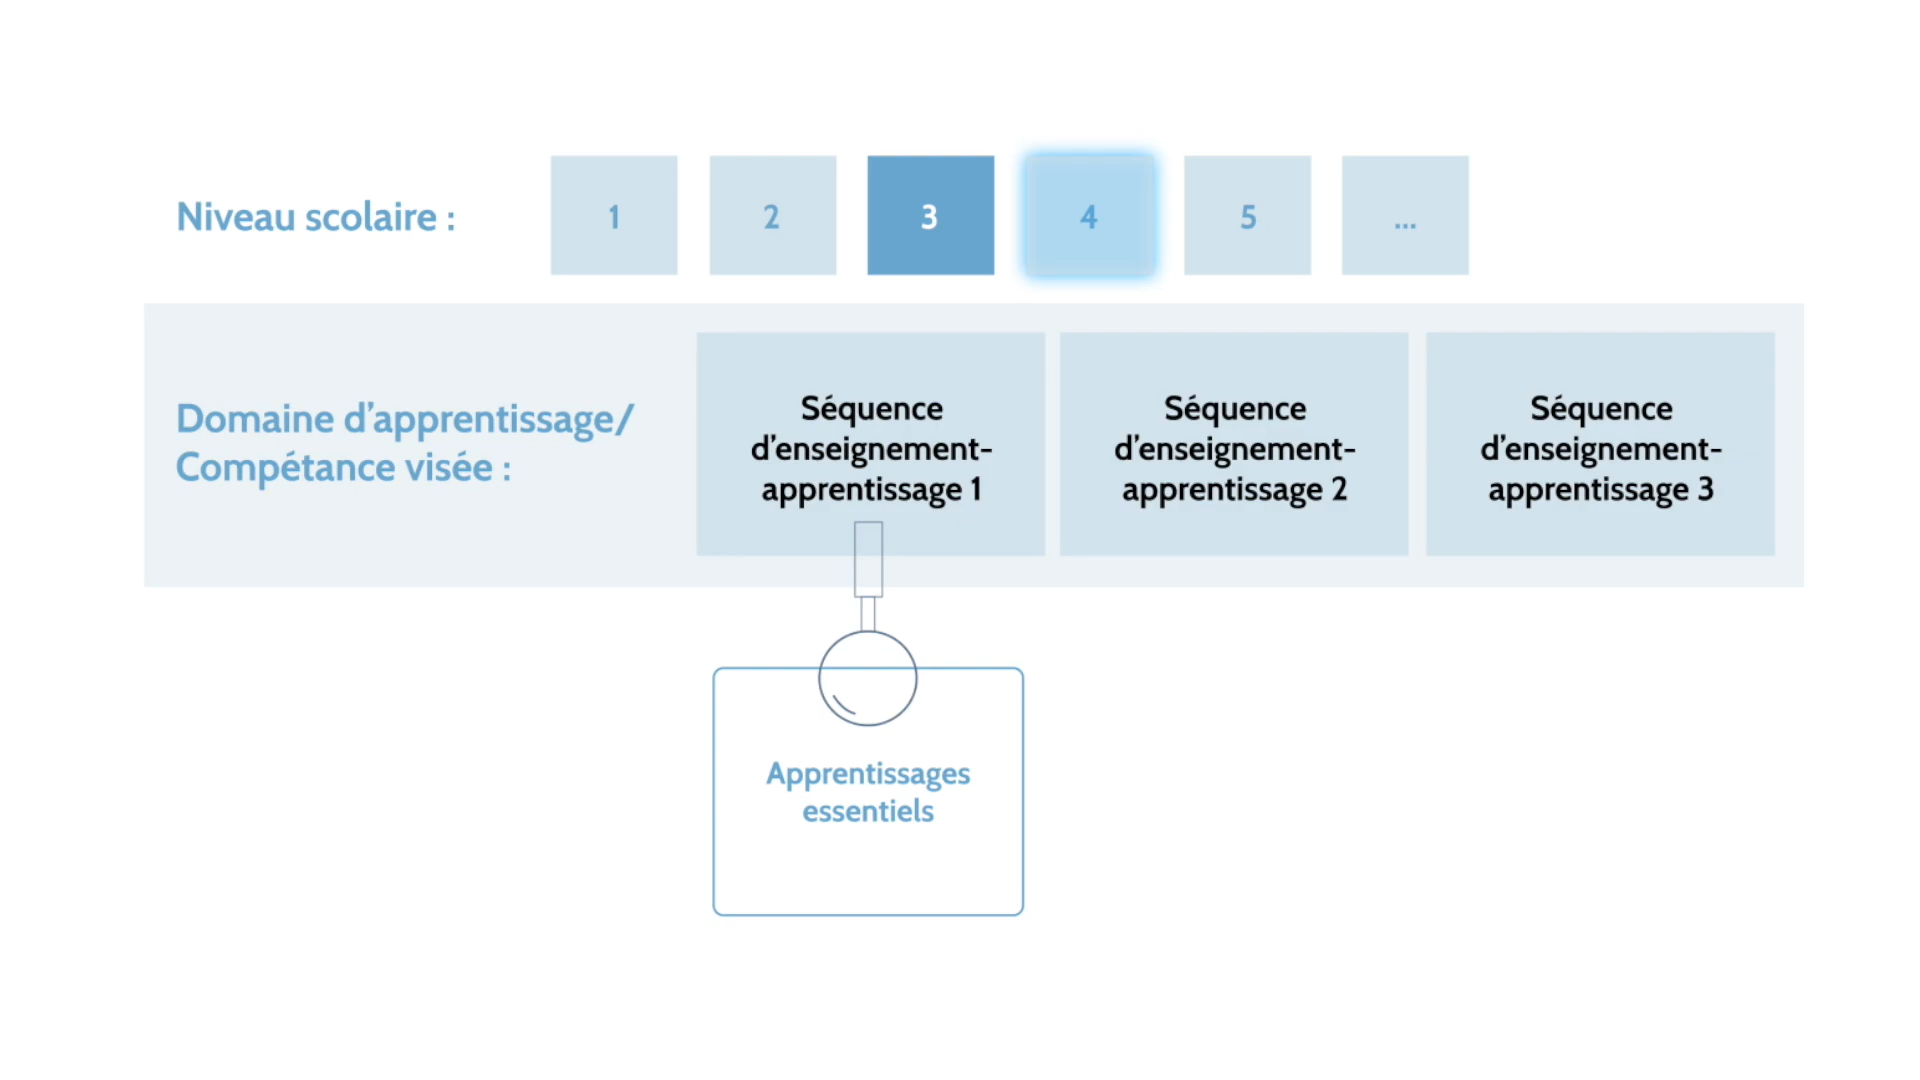 Niveau scolaire :
1
2
3
4
5
...
Domaine d’apprentissage/
Compétance visée :
Séquence
d’enseignement-
apprentissage 1
Séquence
d’enseignement-
apprentissage 2
Séquence
d’enseignement-
apprentissage 3
Apprentissages
essentiels